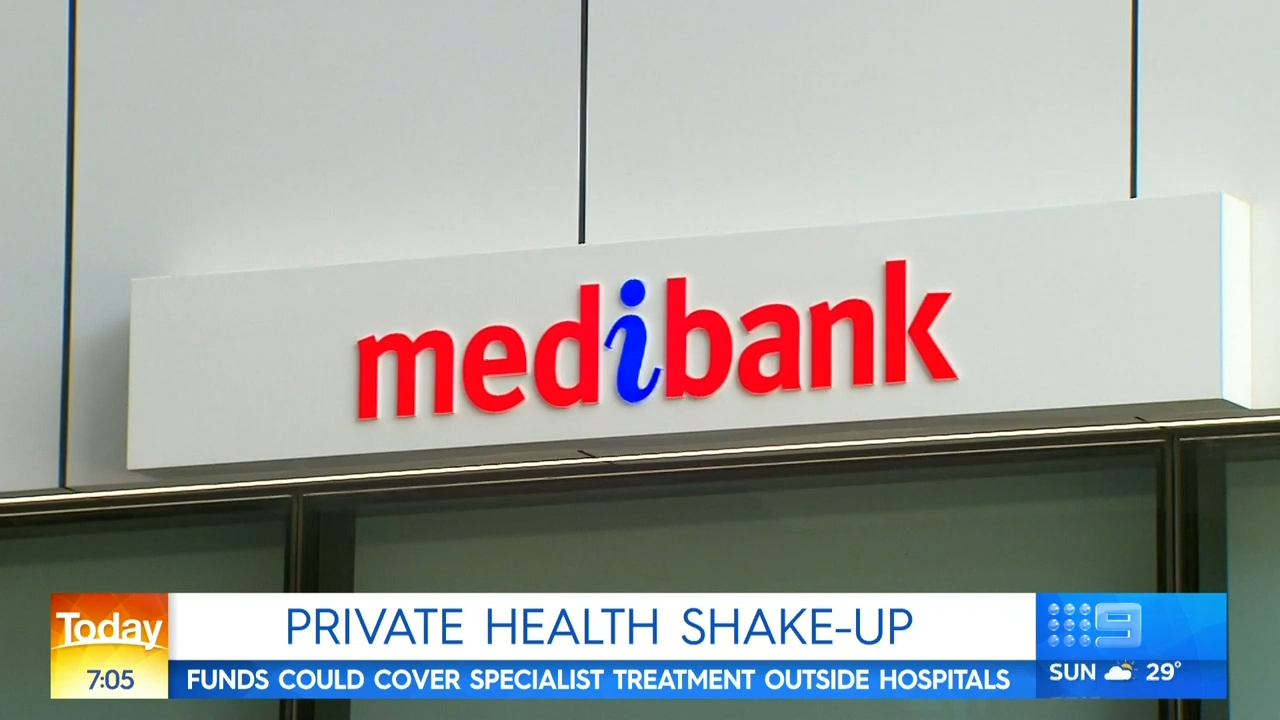 medibank
Today
7:05
PRIVATE HEALTH SHAKE-UP
FUNDS COULD COVER SPECIALIST TREATMENT OUTSIDE HOSPITALS
9
SUN 29°